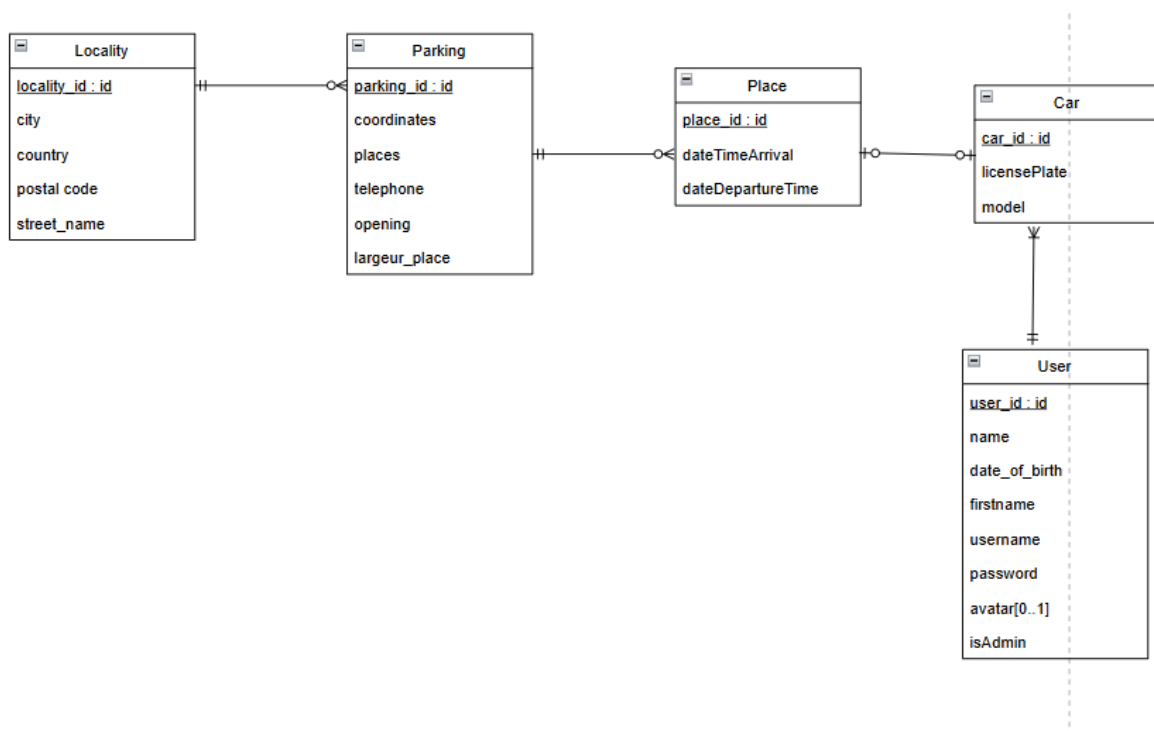 Locality
locality_id : id
city
country
postal code
street_name
Parking
parking_id : id
coordinates
places
telephone
opening
largeur_place
Place
place_id : id
dateTimeArrival
dateDepartureTime
Car
car_id : id
licensePlate
model
User
user_id : id
name
date_of_birth
firstname
username
password
avatar[0..1]
isAdmin